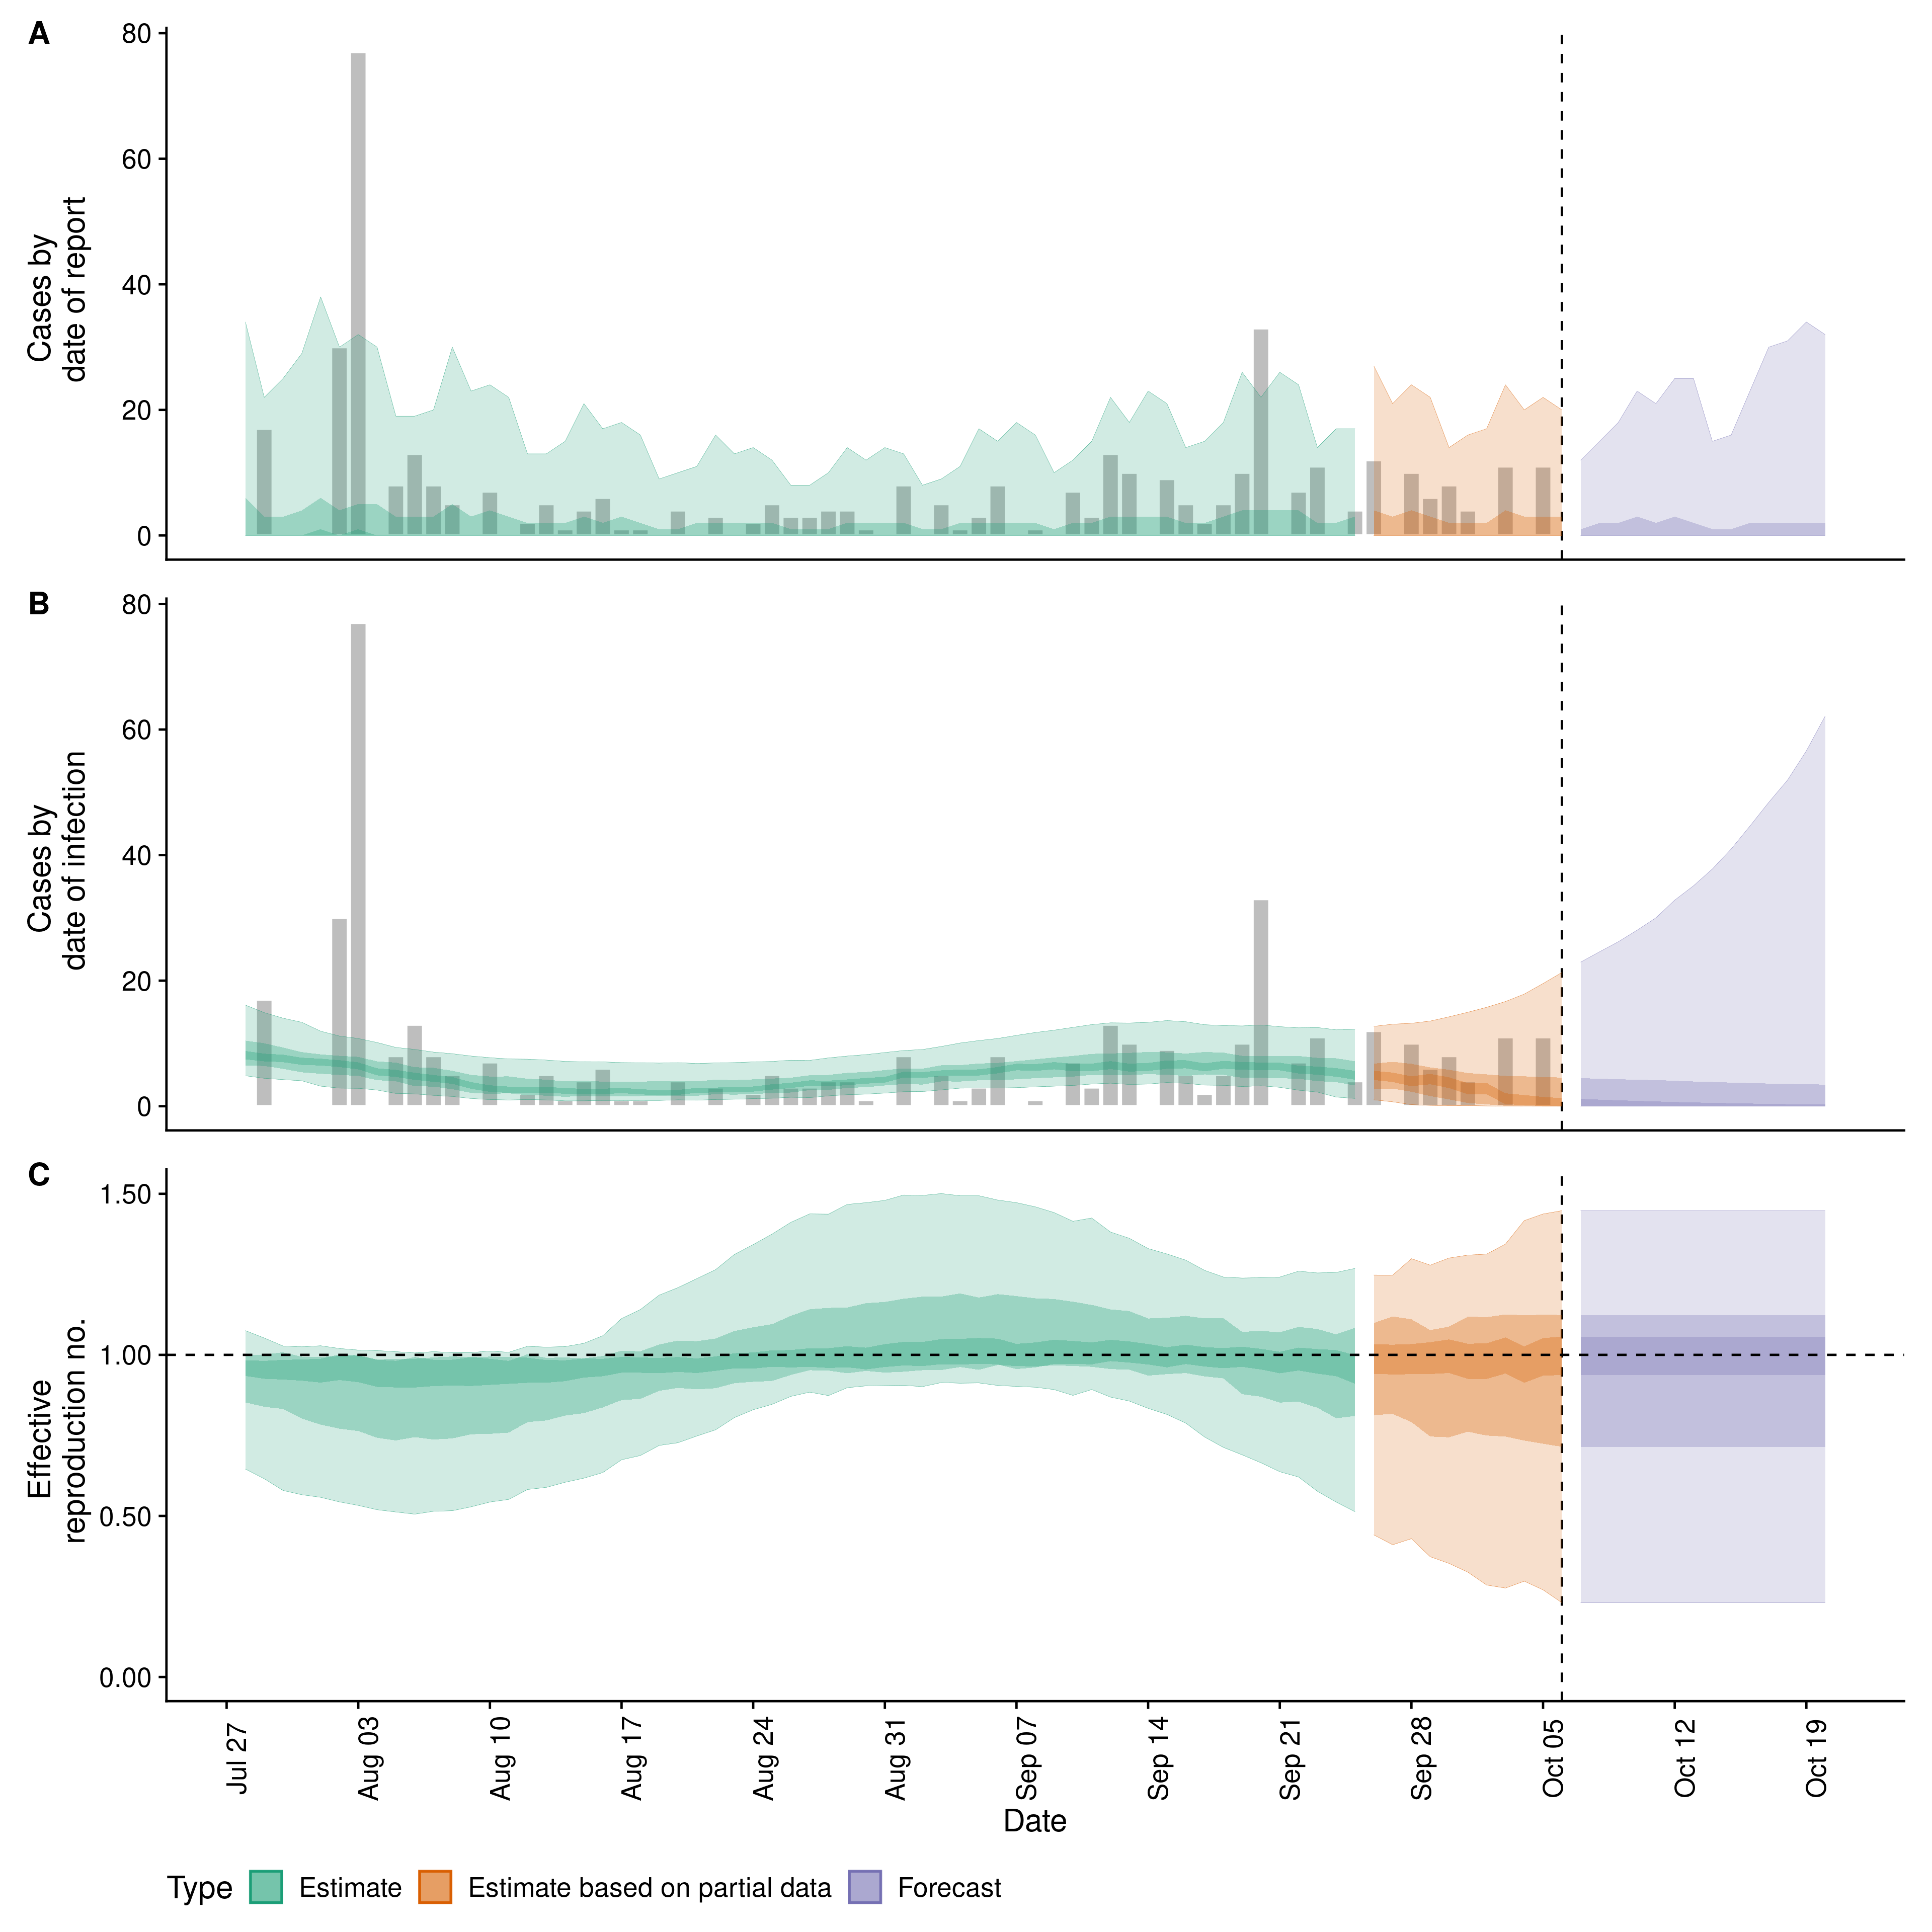 A
80
60
40
20
0
Cases by
date of report
B
80
60
40
20
0
Cases by
date of infection
C
1.50
1.00
0.50
0.00
Effective
reproduction no.
Jul 27
Aug 03
Aug 10
Aug 17
Aug 24
Aug 31
Sep 07
Sep 14
Sep 21
Sep 28
Oct 05
Oct 12
Oct 19
Date
Type Estimate Estimate based on partial data Forecast